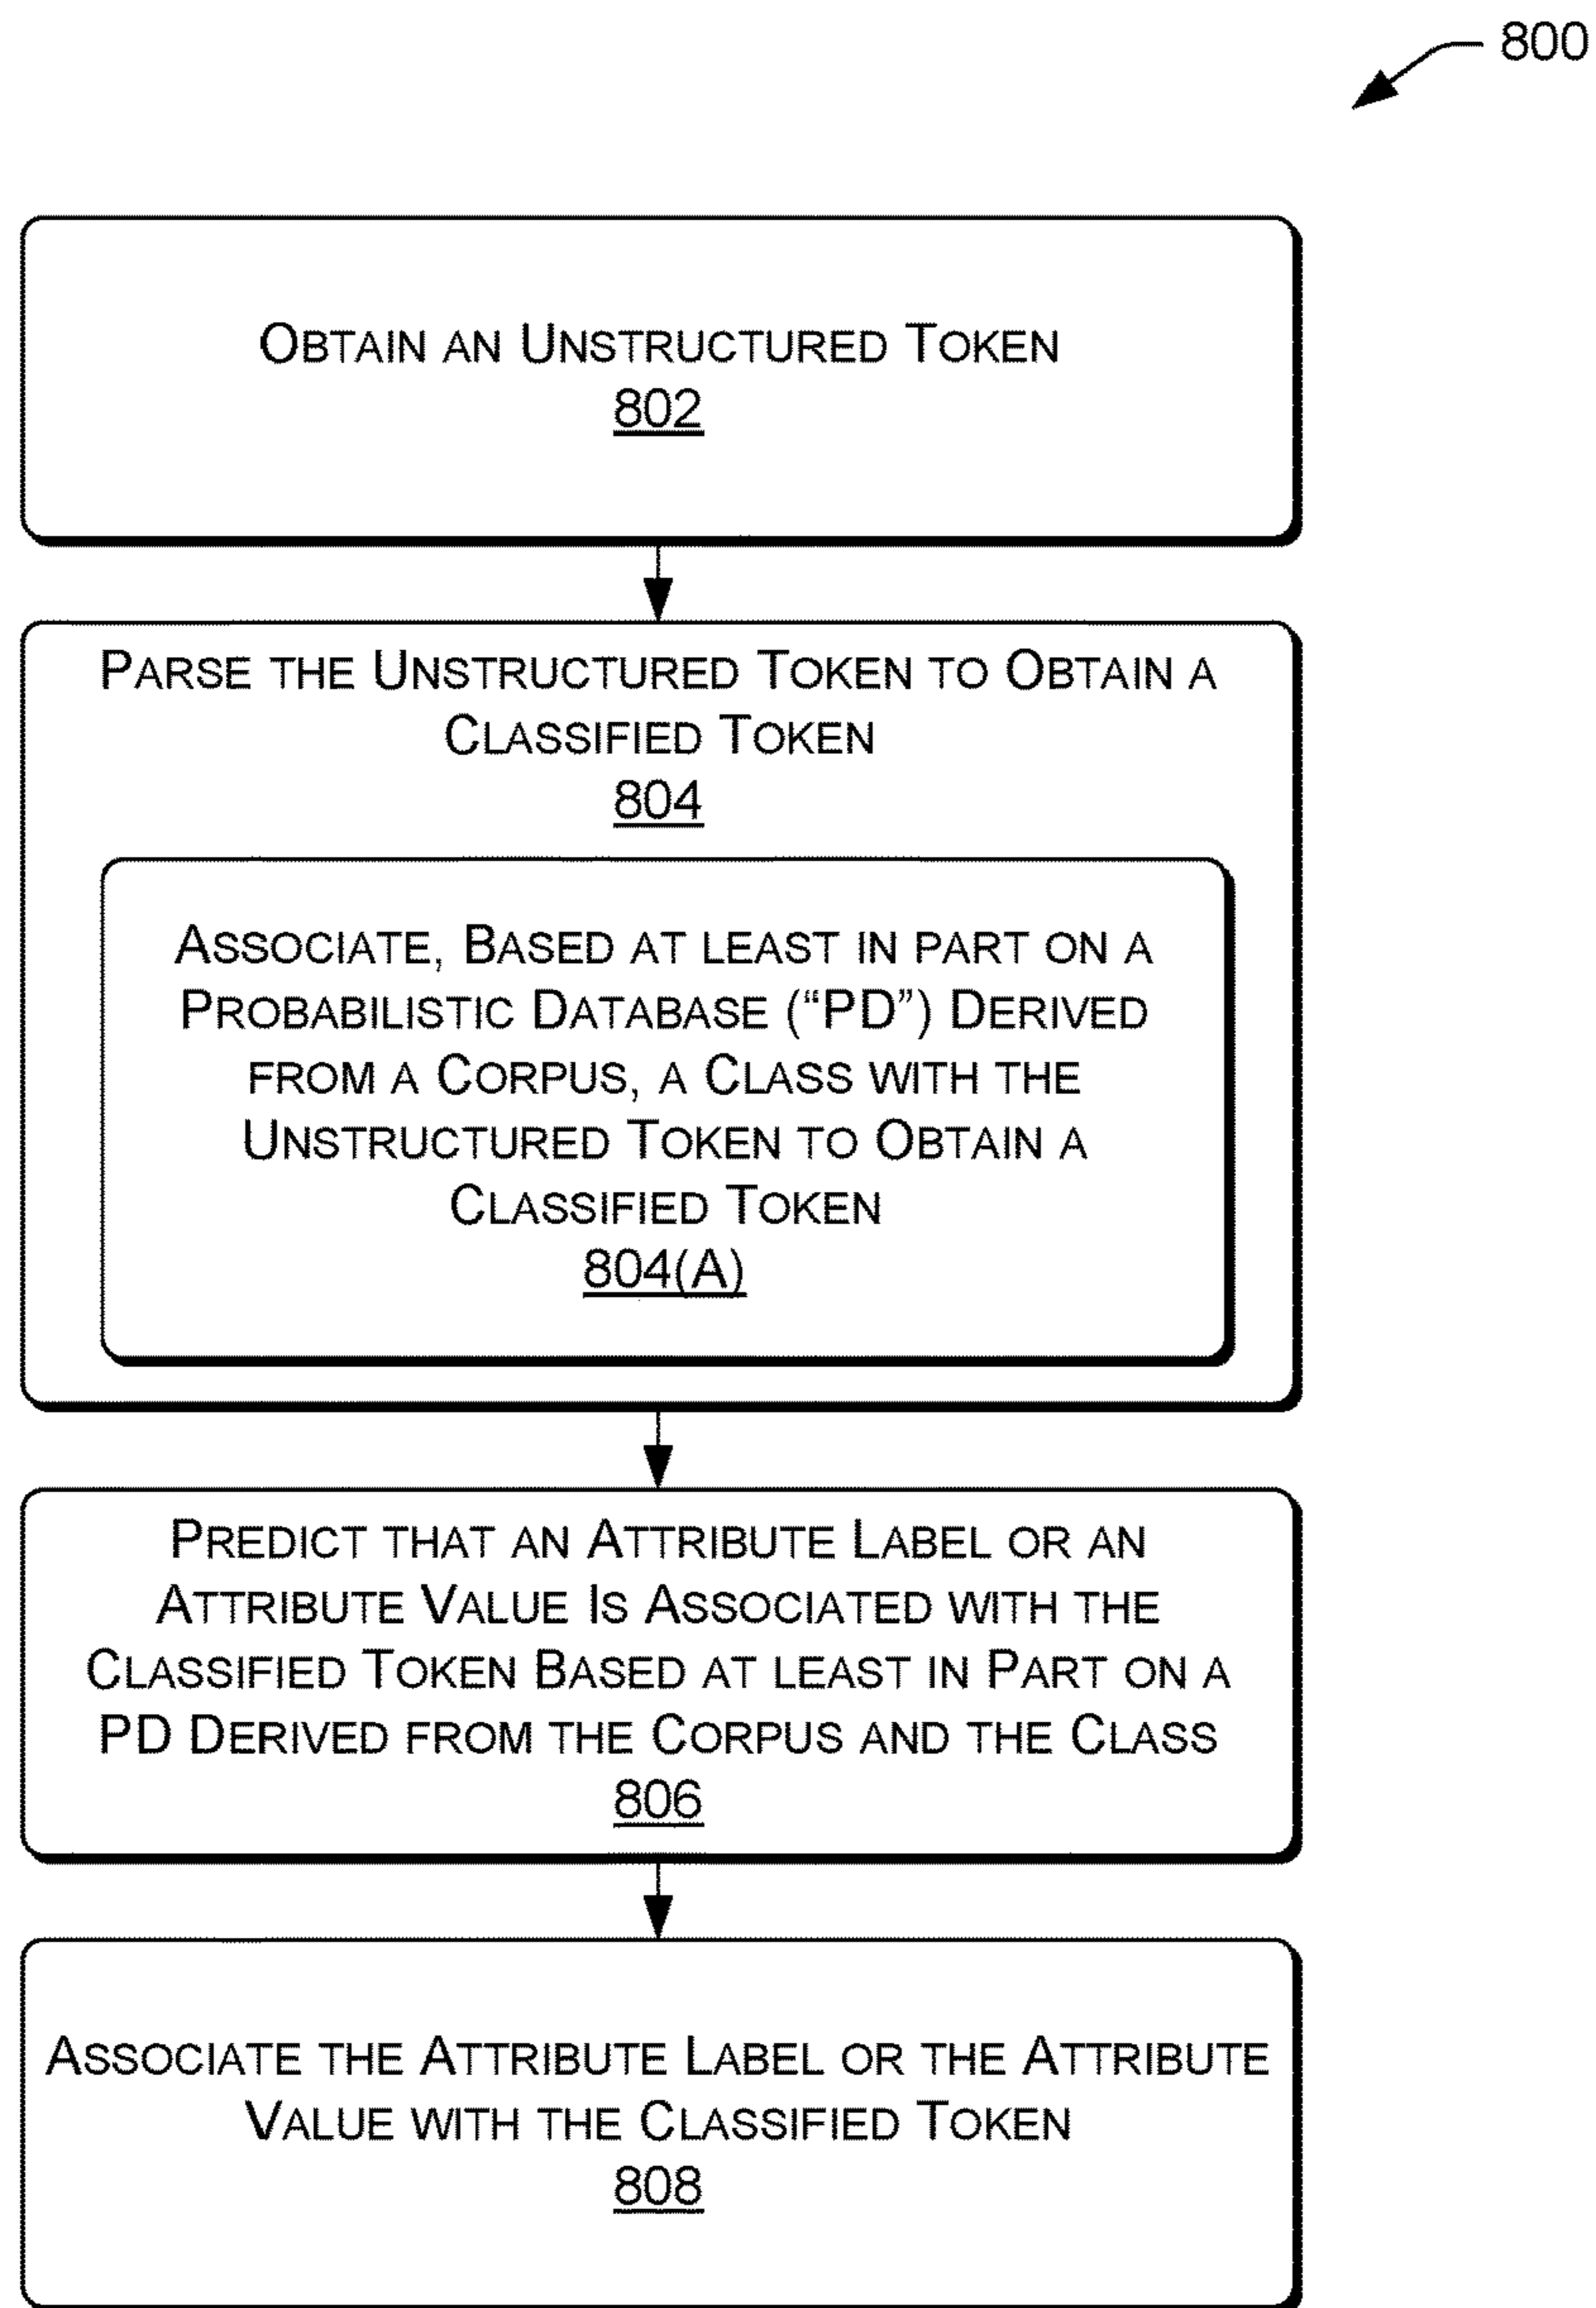 800
OBTAIN AN UNSTRUCTURED TOKEN
802
PARSE THE UNSTRUCTURED TOKEN TO OBTAIN A
CLASSIFIED TOKEN
804
ASSOCIATE, BASED AT LEAST IN PART ON A
PROBABILISTIC DATABASE (“PD”) DERIVED
FROM A CORPUS, A CLASS WITH THE
UNSTRUCTURED TOKEN TO OBTAIN A
CLASSIFIED TOKEN
804(A)
PREDICT THAT AN ATTRIBUTE LABEL OR AN
ATTRIBUTE VALUE IS ASSOCIATED WITH THE
CLASSIFIED TOKEN BASED AT LEAST IN PART ON A
PD DERIVED FROM THE CORPUS AND THE CLASS
806
ASSOCIATE THE ATTRIBUTE LABEL OR THE ATTRIBUTE
VALUE WITH THE CLASSIFIED TOKEN
808